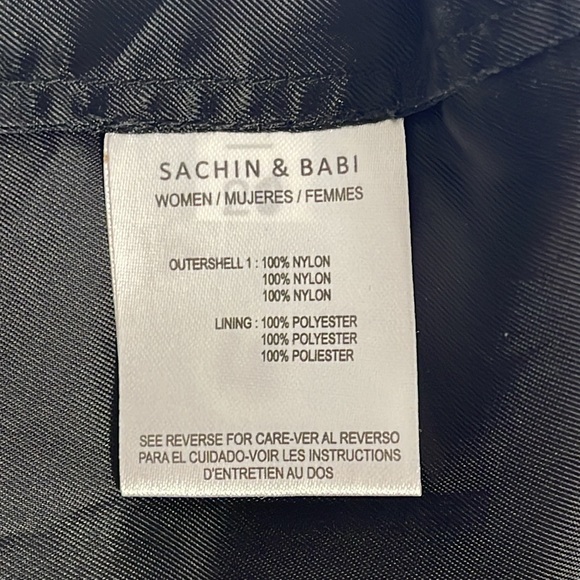 SACHIN & BABI
WOMEN / MUJERES / FEMMES
OUTERSHELL 1 : 100% NYLON
100% NYLON
100% NYLON
LINING : 100% POLYESTER
100% POLYESTER
100% POLIESTER
SEE REVERSE FOR CARE-VER AL REVERSO
PARA EL CUIDADO-VOIR LES INSTRUCTIONS
D'ENTRETIEN AU DOS